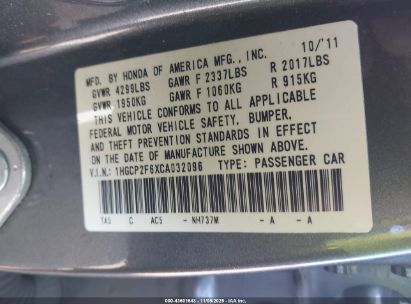 MFD. BY HONDA OF AMERICA MFG., INC. 10/'11
GVWR 4299LBS GAWR F 2337LBS R 2017LBS
GVWR 1950KG GAWR F 1060KG R 915KG
THIS VEHICLE CONFORMS TO ALL APPLICABLE
FEDERAL MOTOR VEHICLE SAFETY, BUMPER,
AND THEFT PREVENTION STANDARDS IN EFFECT
ON THE DATE OF MANUFACTURE SHOWN ABOVE.
V.I.N.: 1HGCP2F6XCA032096 TYPE: PASSENGER CAR
TA5 C AC5 - NH737M - A - A